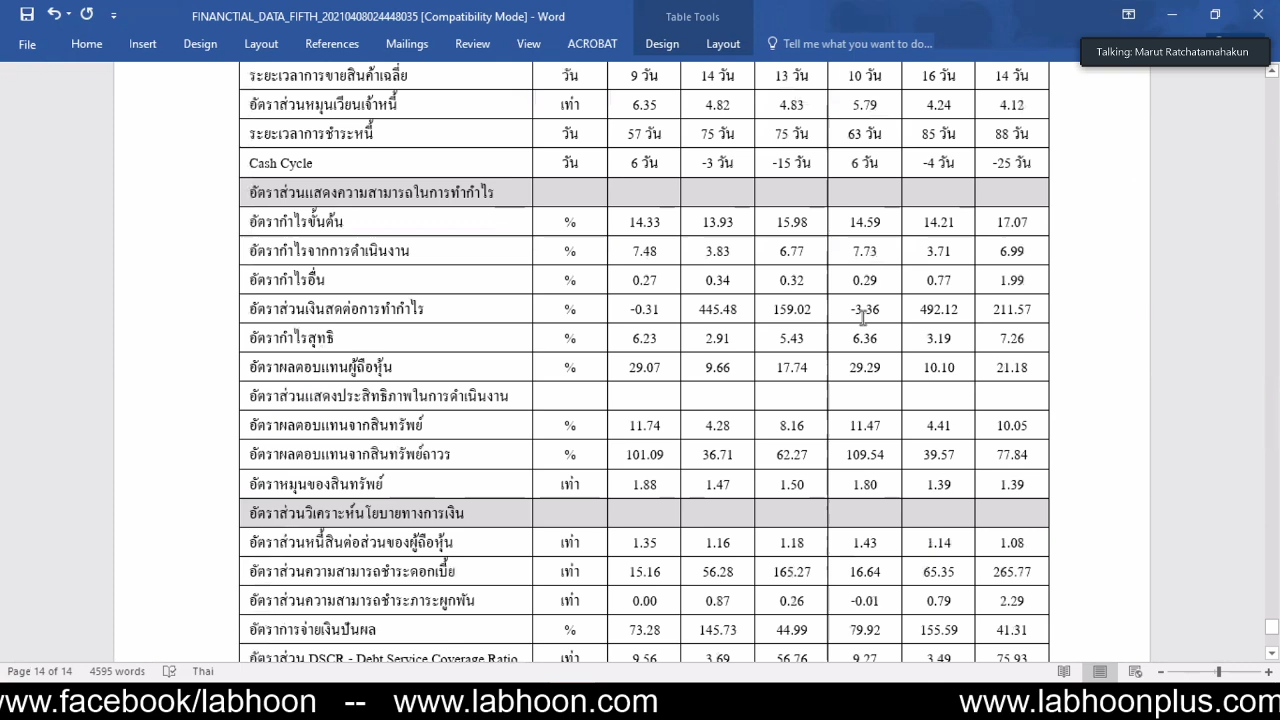 FINANCTIAL_DATA_FIFTH_20210408024448035 [Compatibility Mode] - Word
Table Tools
File Home Insert Design Layout References Mailings Review View ACROBAT Design Layout Tell me what you want to do...
Talking: Marut Ratchatamahakun
ระยะเวลาการขายสินค้าเฉลี่ย วัน 9 วัน 14 วัน 13 วัน 10 วัน 16 วัน 14 วัน
อัตราส่วนหมุนเวียนเจ้าหนี้ เท่า 6.35 4.82 4.83 5.79 4.24 4.12
ระยะเวลาการชำระหนี้ วัน 57 วัน 75 วัน 75 วัน 63 วัน 85 วัน 88 วัน
Cash Cycle วัน 6 วัน -3 วัน -15 วัน 6 วัน -4 วัน -25 วัน
อัตราส่วนแสดงความสามารถในการทำกำไร
อัตรากำไรขั้นต้น % 14.33 13.93 15.98 14.59 14.21 17.07
อัตรากำไรจากการดำเนินงาน % 7.48 3.83 6.77 7.73 3.71 6.99
อัตรากำไรอื่น % 0.27 0.34 0.32 0.29 0.77 1.99
อัตราส่วนเงินสดต่อการทำกำไร % -0.31 445.48 159.02 -3.36 492.12 211.57
อัตรากำไรสุทธิ % 6.23 2.91 5.43 6.36 3.19 7.26
อัตราผลตอบแทนผู้ถือหุ้น % 29.07 9.66 17.74 29.29 10.10 21.18
อัตราส่วนแสดงประสิทธิภาพในการดำเนินงาน
อัตราผลตอบแทนจากสินทรัพย์ % 11.74 4.28 8.16 11.47 4.41 10.05
อัตราผลตอบแทนจากสินทรัพย์ถาวร % 101.09 36.71 62.27 109.54 39.57 77.84
อัตราหมุนของสินทรัพย์ เท่า 1.88 1.47 1.50 1.80 1.39 1.39
อัตราส่วนวิเคราะห์นโยบายทางการเงิน
อัตราส่วนหนี้สินต่อส่วนของผู้ถือหุ้น เท่า 1.35 1.16 1.18 1.43 1.14 1.08
อัตราส่วนความสามารถชำระดอกเบี้ย เท่า 15.16 56.28 165.27 16.64 65.35 265.77
อัตราส่วนความสามารถชำระภาระผูกพัน เท่า 0.00 0.87 0.26 -0.01 0.79 2.29
อัตราการจ่ายเงินปันผล % 73.28 145.73 44.99 79.92 155.59 41.31
อัตราส่วน DSCR - Debt Service Coverage Ratio เท่า 9.56 3.69 56.76 9.27 3.49 75.93
Page 14 of 14 4595 words Thai
www.facebook/labhoon -- www.labhoon.com www.labhoonplus.com